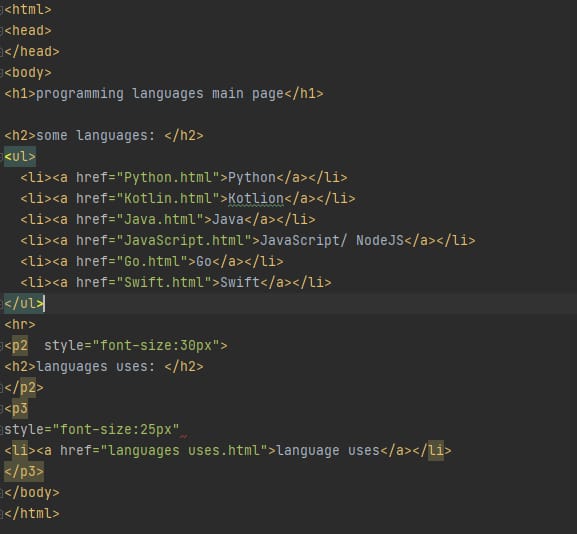 <html>
<head>
</head>
<body>
<h1>programming languages main page</h1>
<h2>some languages: </h2>
<ul>
<li><a href="Python.html">Python</a></li>
<li><a href="Kotlin.html">Kotlion</a></li>
<li><a href="Java.html">Java</a></li>
<li><a href="JavaScript.html">JavaScript/ NodeJS</a></li>
<li><a href="Go.html">Go</a></li>
<li><a href="Swift.html">Swift</a></li>
</ul>
<hr>
<p2  style="font-size:30px">
<h2>languages uses: </h2>
</p2>
<p3
style="font-size:25px"
<li><a href="languages uses.html">language uses</a></li>
</p3>
</body>
</html>